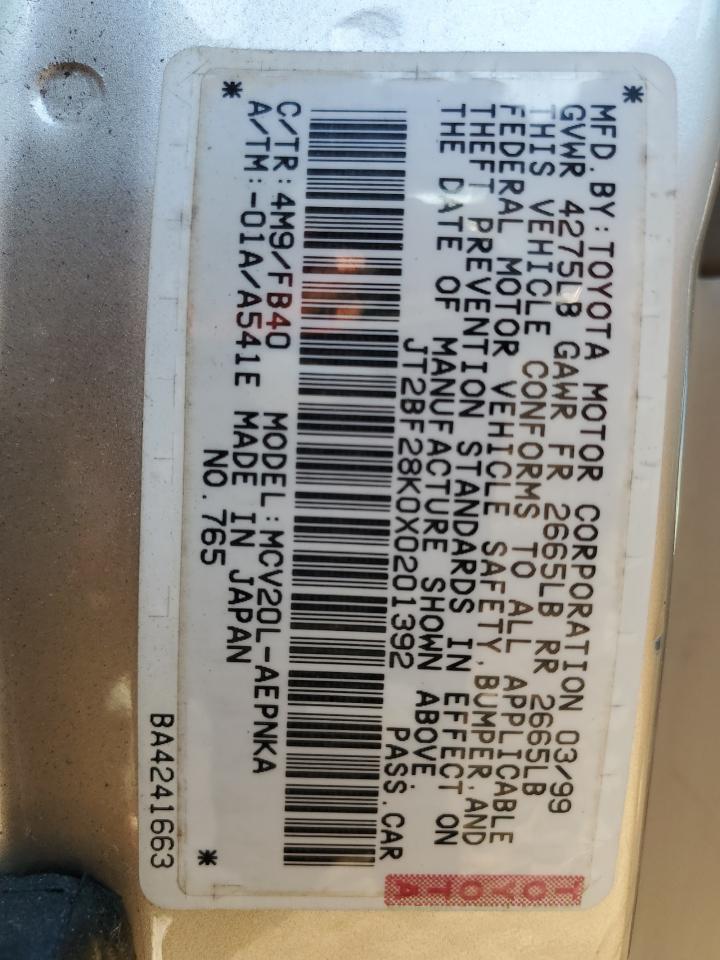 *
MFD.BY:TOYOTA MOTOR CORPORATION 03/99
GVWR 4275LB GAWR FR 2665LB RR 2665LB
THIS VEHICLE CONFORMS TO ALL APPLICABLE
FEDERAL MOTOR VEHICLE SAFETY,BUMPER,AND
THEFT PREVENTION STANDARDS IN EFFECT ON
THE DATE OF MANUFACTURE SHOWN ABOVE.
JT2BF28K0X0201392 PASS.CAR
C/TR:4M9/FB40 MODEL:MCV20L-AEPNKA
A/TM:-01A/A541E MADE IN JAPAN
* NO.765 *
BA4241663
TOYOTA